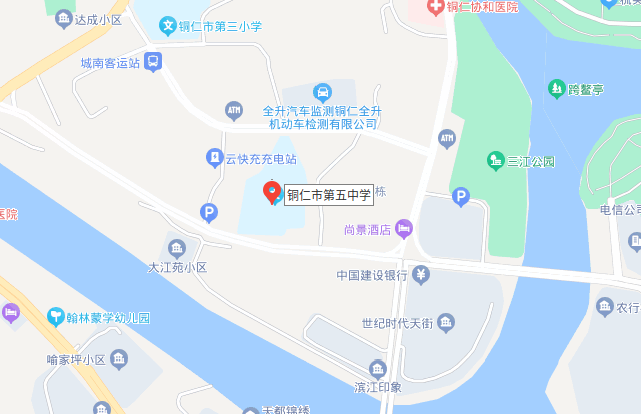 达成小区
铜仁市第三小学
铜仁协和医院
城南客运站
跨鳌亭
ATM
全升汽车监测铜仁全升
机动车检测有限公司
ATM
云快充充电站
三江公园
医院
铜仁市第五中学
栋
P
P
电信公
尚景酒店
大江苑小区
中国建设银行
农行
翰林蒙学幼儿园
世纪时代天街
喻家坪小区
滨江印象
天都锦绣